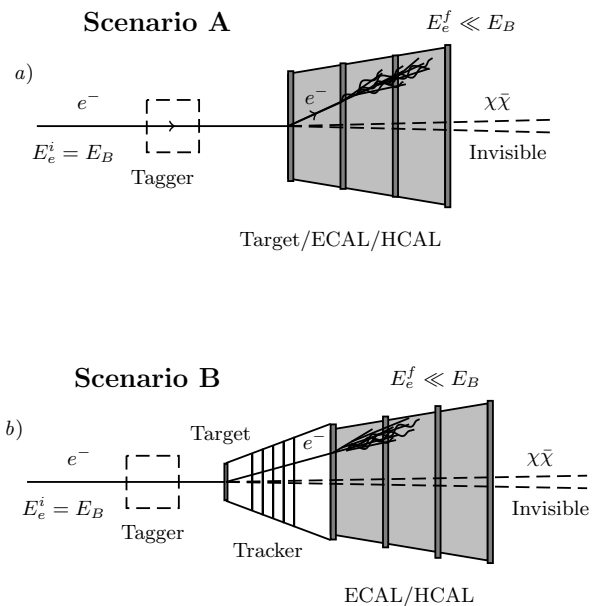 Scenario A
E_e^f ≪ E_B
a)
e⁻
e⁻
χχ̄
E_e^i = E_B
Invisible
Tagger
Target/ECAL/HCAL
Scenario B
E_e^f ≪ E_B
b)
Target
e⁻
e⁻
χχ̄
E_e^i = E_B
Invisible
Tagger
Tracker
ECAL/HCAL